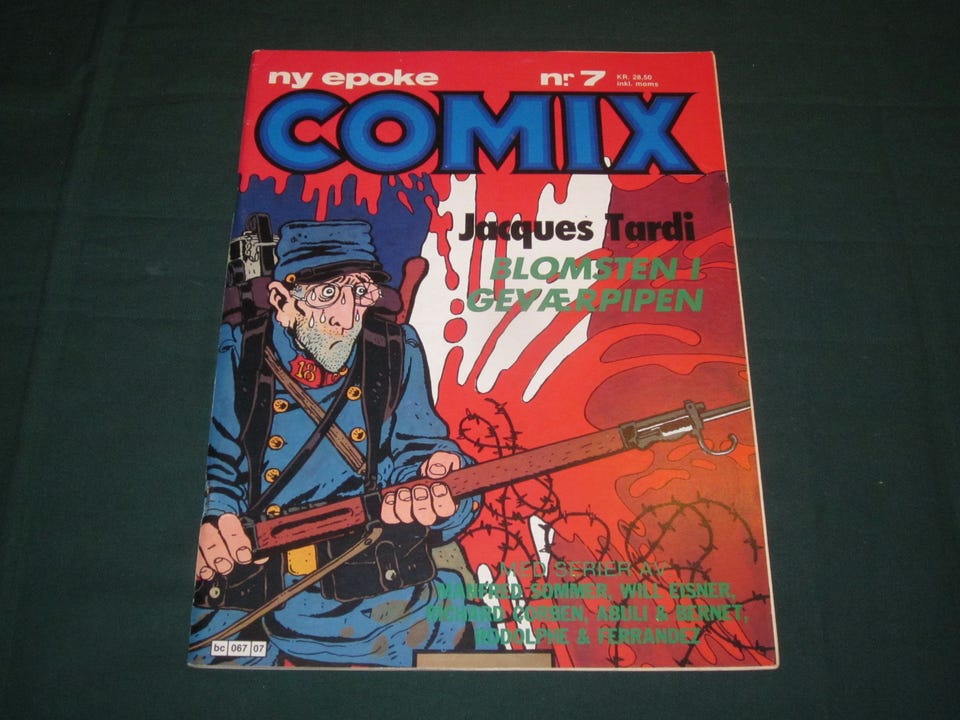 ny epoke nr. 7 KR. 28,50
inkl. moms
COMIX
Jacques Tardi
BLOMSTEN I
GEVÆRPIPEN
18
MED SERIER AV
MANFRED SOMMER, WILL EISNER,
RICHARD CORBEN, ABULI & BERNET,
RODOLPHE & FERRANDEZ
bc 067 07